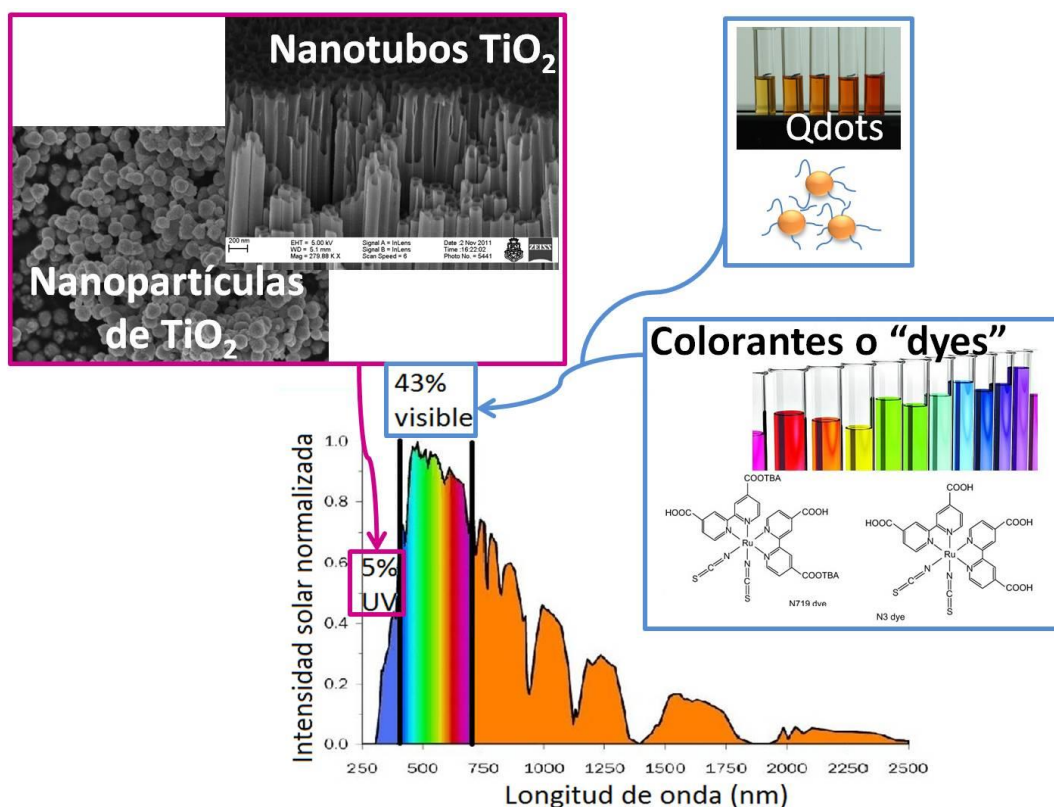 Nanotubos TiO₂
200 nm
EHT = 5.00 kV
WD = 5.1 mm
Mag = 279.88 K X
Signal A = InLens
Signal B = InLens
Scan Speed = 6
Date :2 Nov 2011
Time :16:22:02
Photo No. = 5441
ZEISS
Nanopartículas
de TiO₂
Qdots
Colorantes o “dyes”
COOTBA
HOOC
COOH
N
N
N
N
Ru
N
N
C
C
S
S
COOTBA
N719 dye
COOH
HOOC
COOH
N
N
N
N
Ru
N
N
C
C
S
S
COOH
N3 dye
43%
visible
5%
UV
Intensidad solar normalizada
1.0
0.8
0.6
0.4
0.2
0.0
250
500
750
1000
1250
1500
1750
2000
2250
2500
Longitud de onda (nm)